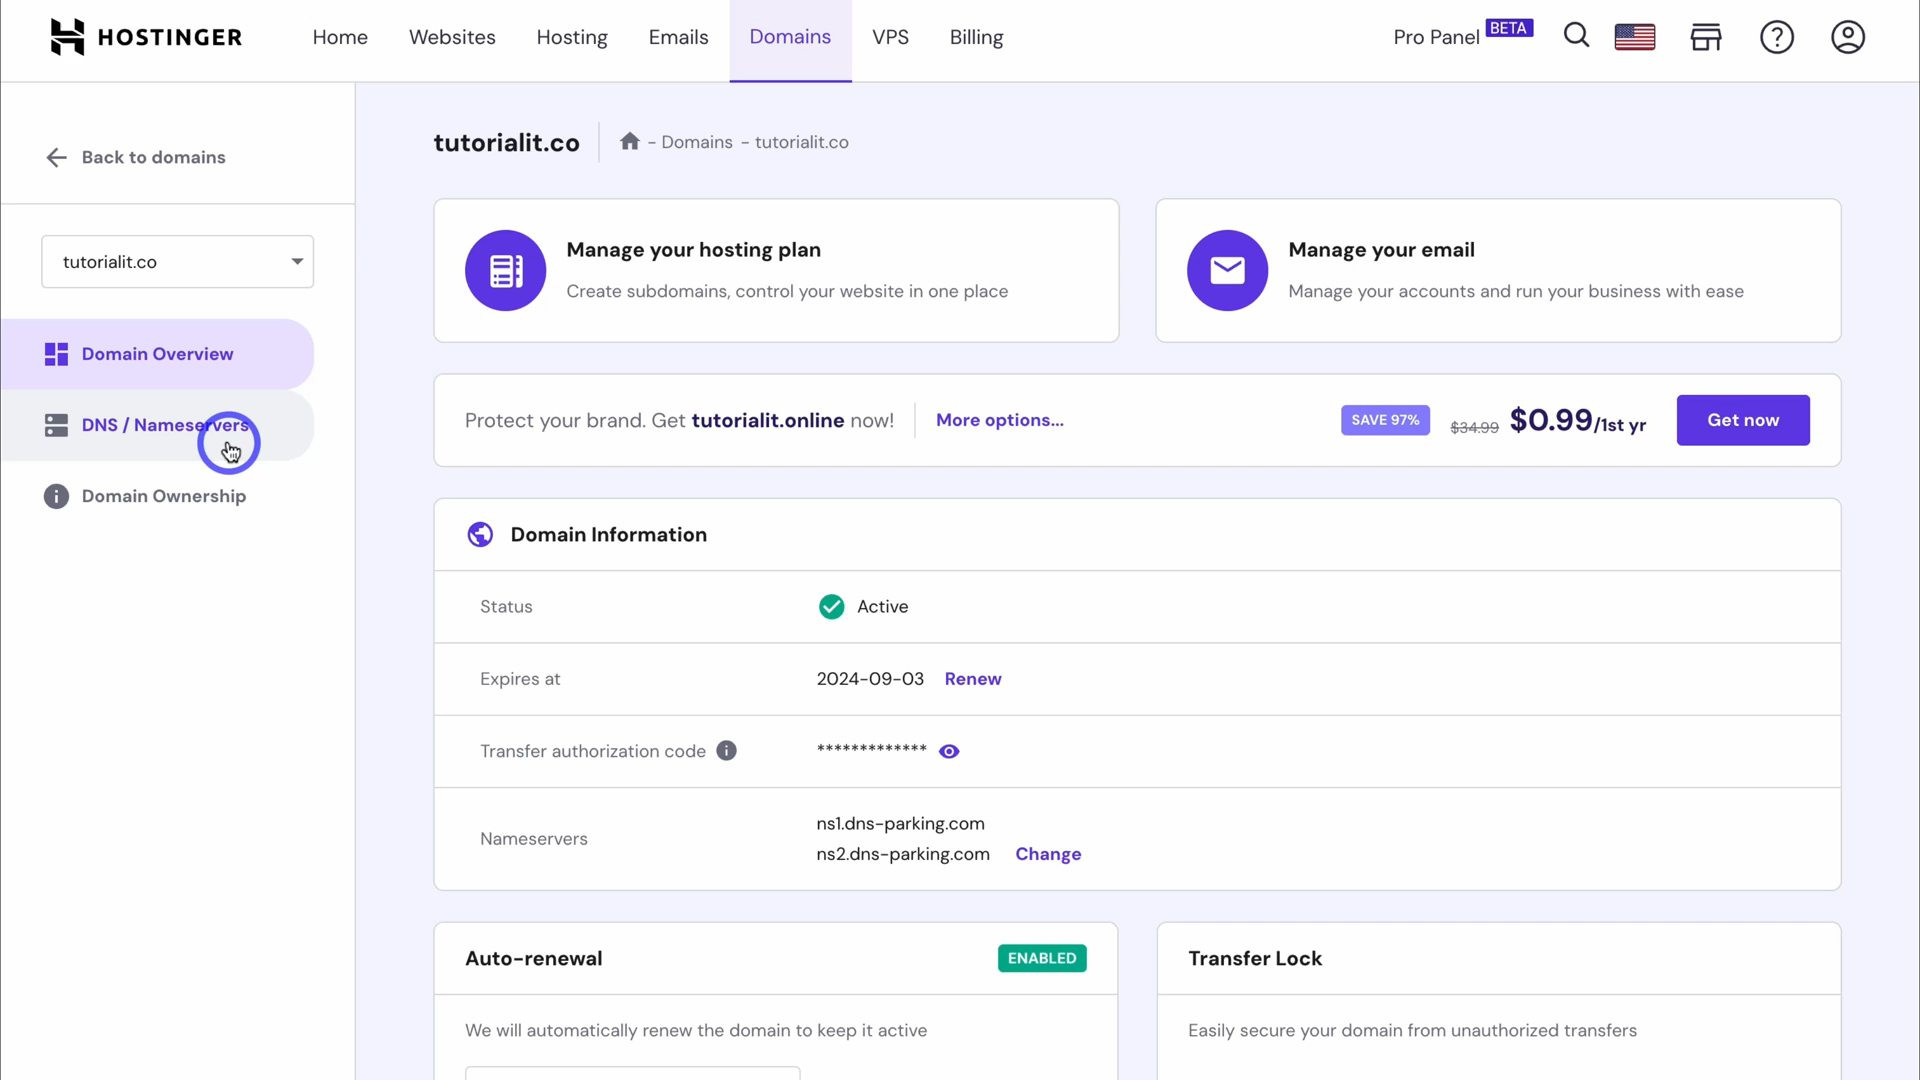 HOSTINGER
Home Websites Hosting Emails Domains VPS Billing Pro Panel BETA
Back to domains
tutorialit.co
Domain Overview
DNS / Nameservers
Domain Ownership
tutorialit.co - Domains - tutorialit.co
Manage your hosting plan
Create subdomains, control your website in one place
Manage your email
Manage your accounts and run your business with ease
Protect your brand. Get tutorialit.online now! More options... SAVE 97% $34.99 $0.99/1st yr Get now
Domain Information
Status Active
Expires at 2024-09-03 Renew
Transfer authorization code i *************
Nameservers
ns1.dns-parking.com
ns2.dns-parking.com Change
Auto-renewal ENABLED
We will automatically renew the domain to keep it active
Transfer Lock
Easily secure your domain from unauthorized transfers